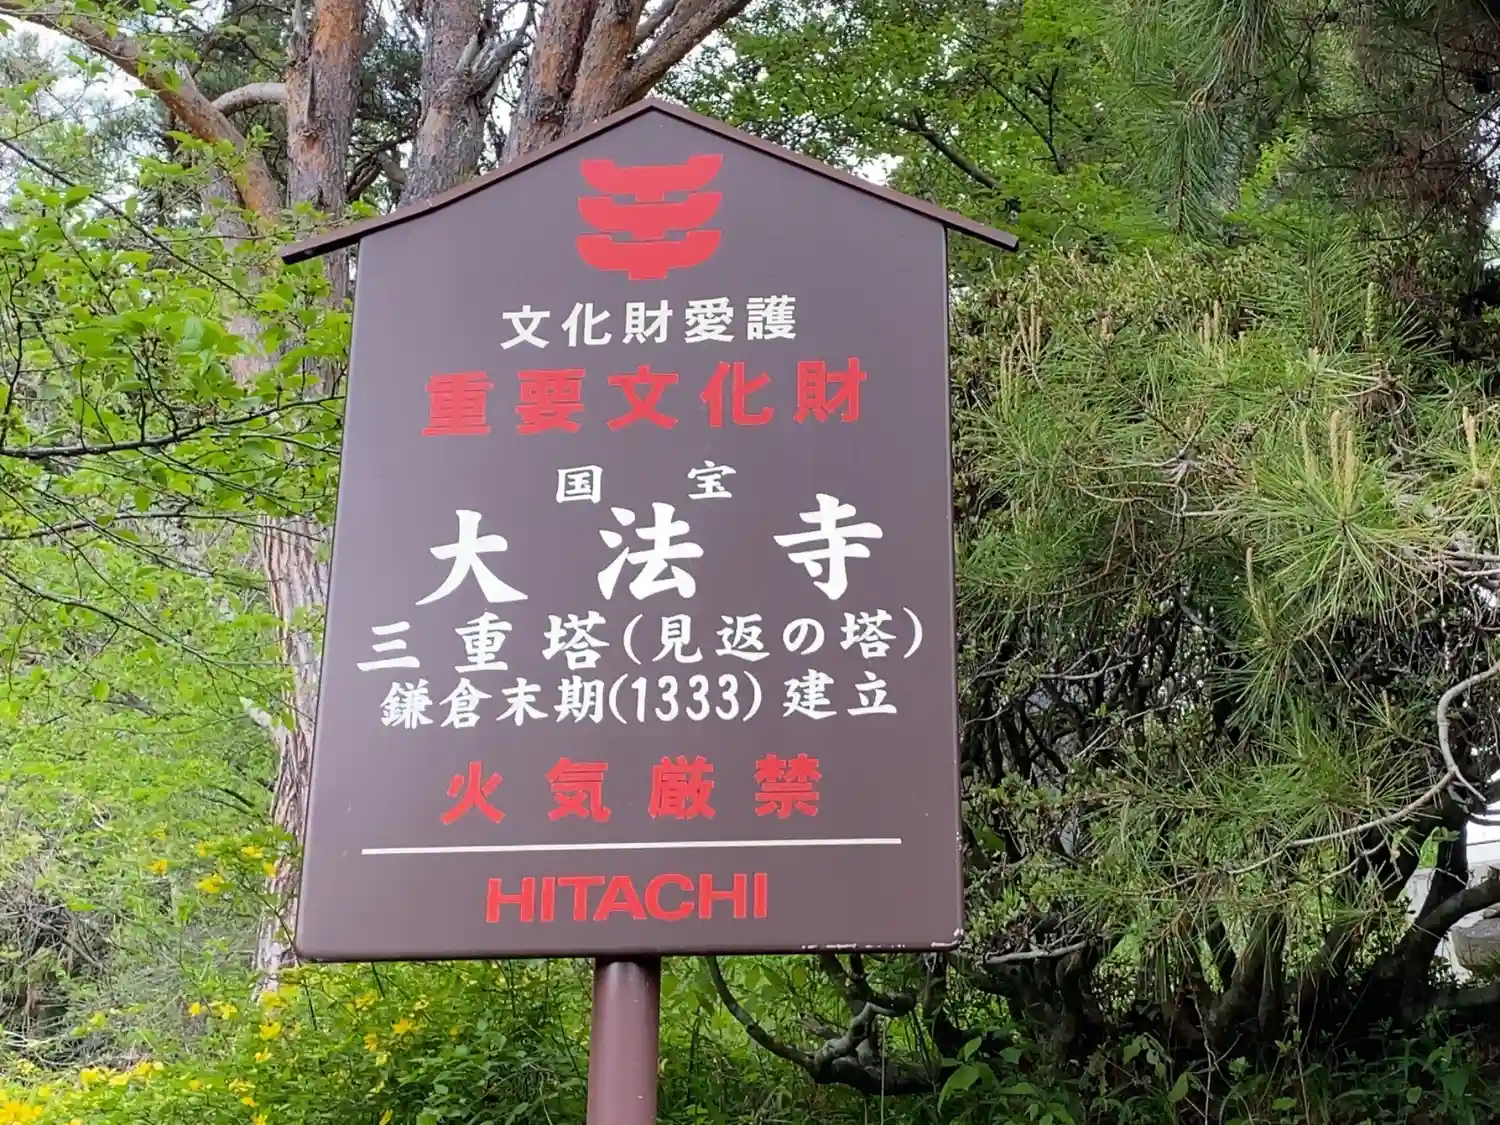 文化財愛護
重要文化財
国宝
大法寺
三重塔(見返の塔)
鎌倉末期(1333)建立
火気厳禁
HITACHI